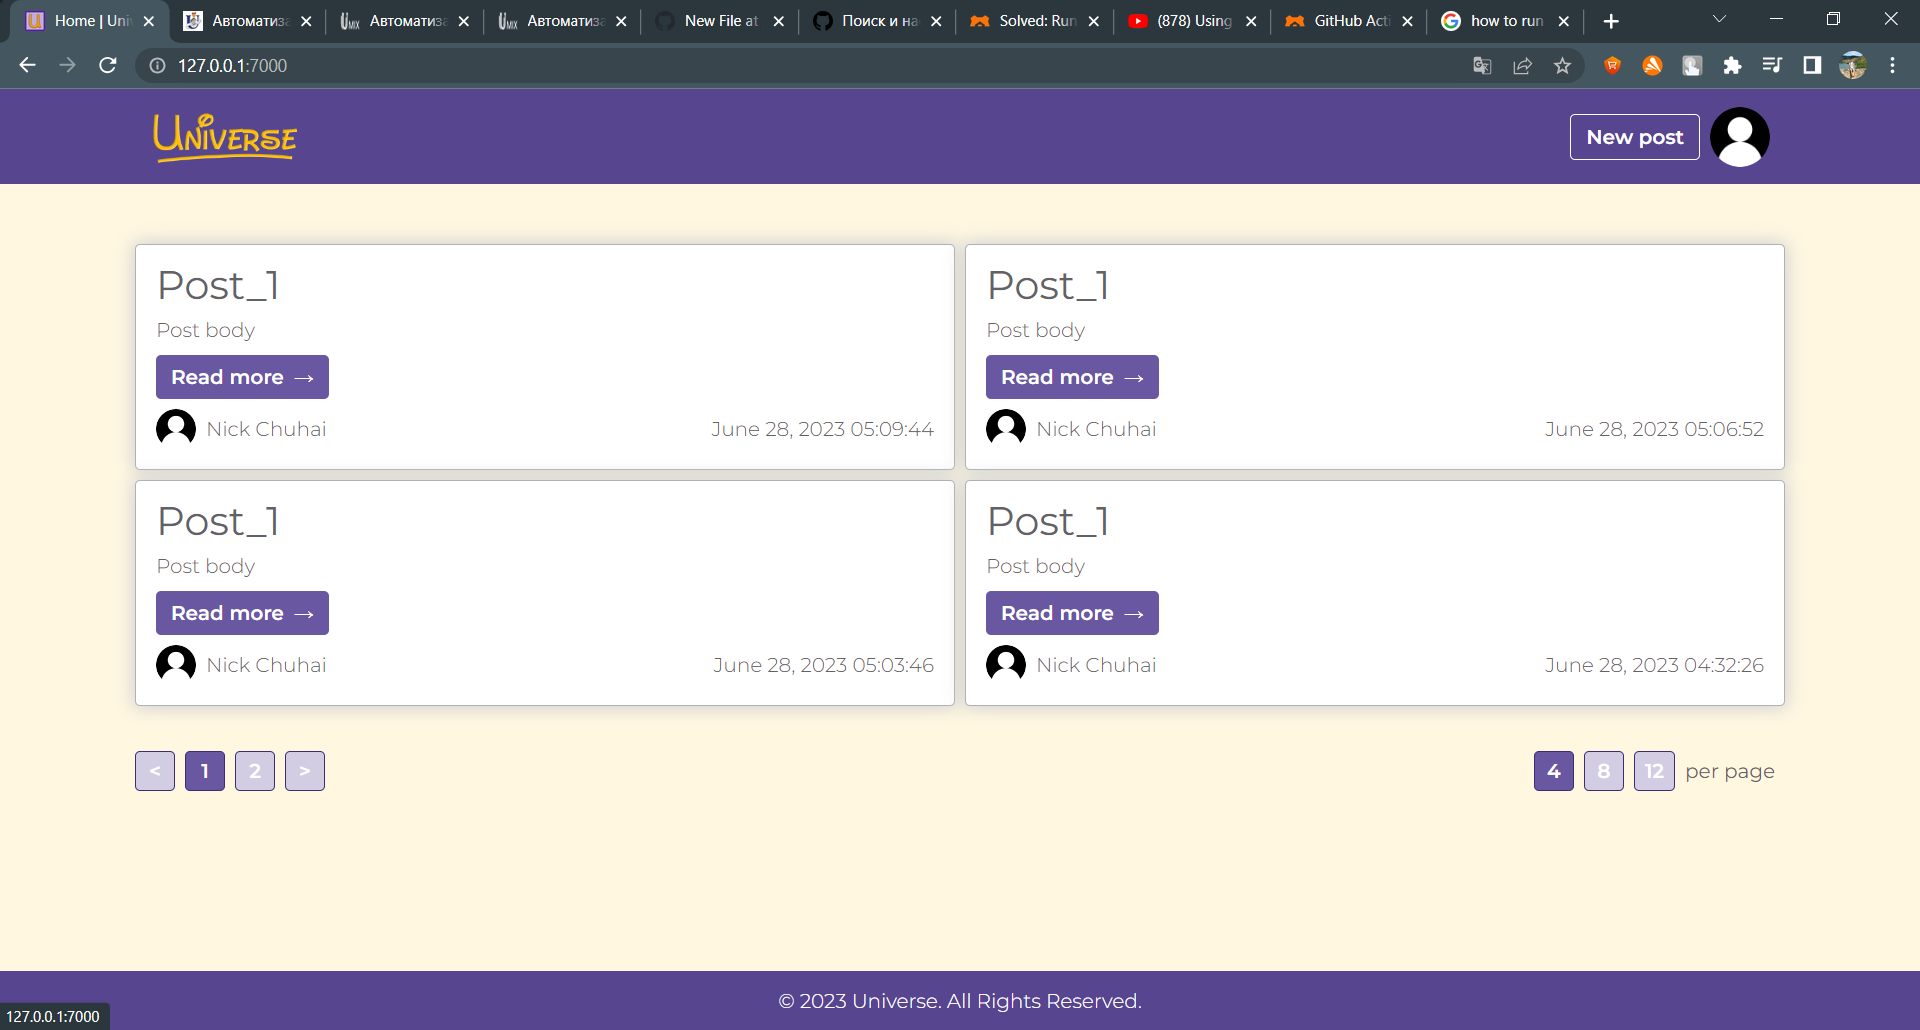 Home | Uni
Автоматиза
Автоматиза
Автоматиза
New File at
Поиск и на
Solved: Run
(878) Using
GitHub Acti
how to run
127.0.0.1:7000
UNIVERSE
New post
Post_1
Post body
Read more →
Nick Chuhai
June 28, 2023 05:09:44
Post_1
Post body
Read more →
Nick Chuhai
June 28, 2023 05:06:52
Post_1
Post body
Read more →
Nick Chuhai
June 28, 2023 05:03:46
Post_1
Post body
Read more →
Nick Chuhai
June 28, 2023 04:32:26
< 1 2 >
4 8 12 per page
© 2023 Universe. All Rights Reserved.
127.0.0.1:7000